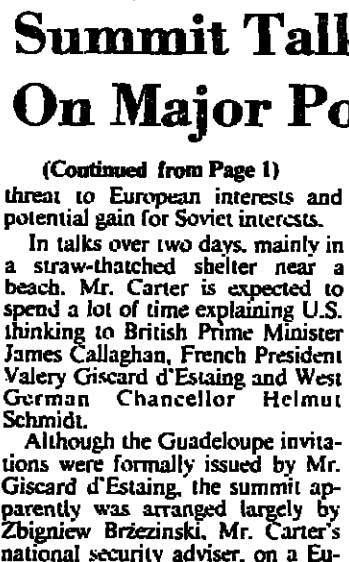 Summit Talk
On Major Po
(Continued from Page 1)
threat to European interests and
potential gain for Soviet interests.
In talks over two days, mainly in
a straw-thatched shelter near a
beach, Mr. Carter is expected to
spend a lot of time explaining U.S.
thinking to British Prime Minister
James Callaghan, French President
Valery Giscard d'Estaing and West
German Chancellor Helmut
Schmidt.
Although the Guadeloupe invita-
tions were formally issued by Mr.
Giscard d'Estaing, the summit ap-
parently was arranged largely by
Zbigniew Brzezinski, Mr. Carter's
national security adviser, on a Eu-